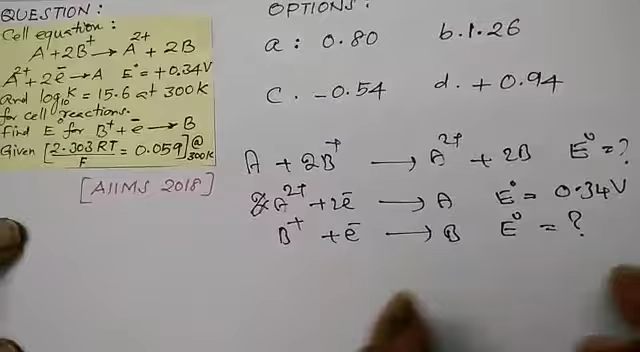 QUESTION:
Cell equation:
A + 2B⁺ → A²⁺ + 2B
A²⁺ + 2e̅ → A E° = +0.34V
And log₁₀K = 15.6 at 300K
for cell reactions.
Find E° for B⁺ + e̅ → B
Given [2.303RT/F = 0.059] @ 300K
[AIIMS 2018]
OPTIONS:
a: 0.80 b. 1.26
c. -0.54 d. +0.94
A + 2B⁺ → A²⁺ + 2B E° = ?
A²⁺ + 2e̅ → A E° = 0.34V
B⁺ + e̅ → B E° = ?